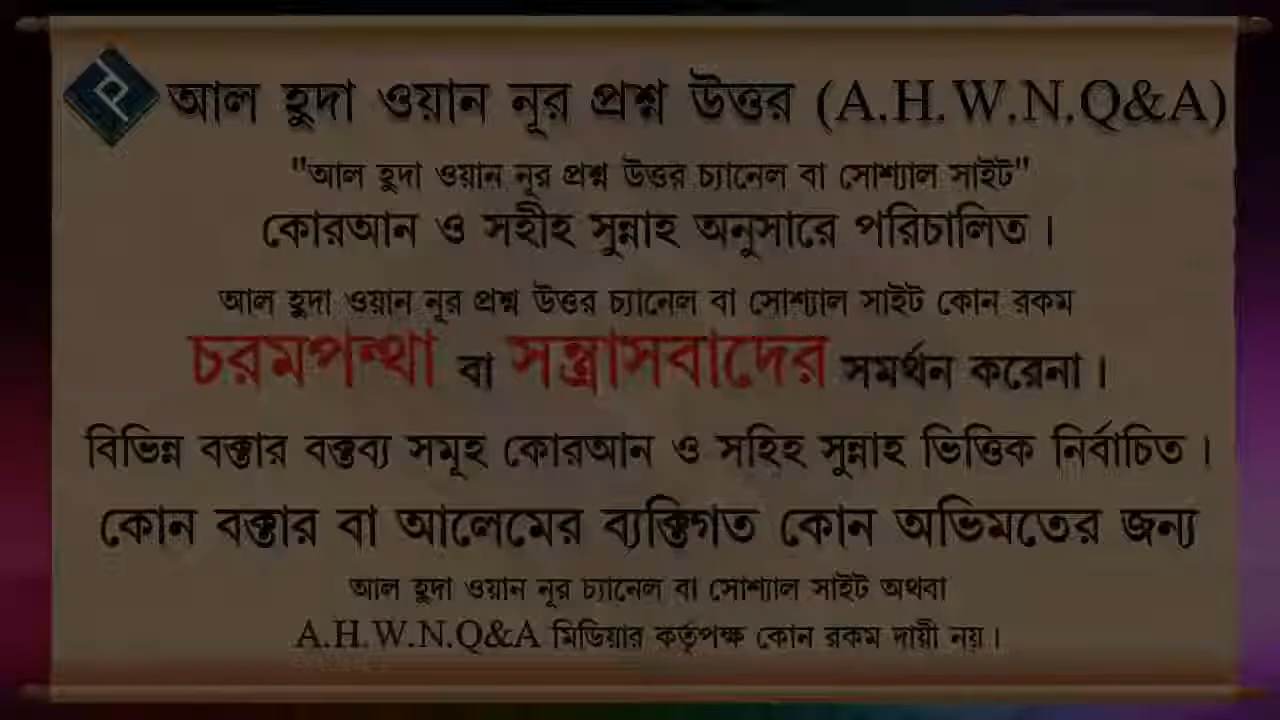 আল হুদা ওয়ান নূর প্রশ্ন উত্তর (A.H.W.N.Q&A)
"আল হুদা ওয়ান নূর প্রশ্ন উত্তর চ্যানেল বা সোশ্যাল সাইট"
কোরআন ও সহীহ সুন্নাহ অনুসারে পরিচালিত ।
আল হুদা ওয়ান নূর প্রশ্ন উত্তর চ্যানেল বা সোশ্যাল সাইট কোন রকম
চরমপন্থা বা সন্ত্রাসবাদের সমর্থন করেনা ।
বিভিন্ন বক্তার বক্তব্য সমূহ কোরআন ও সহিহ সুন্নাহ ভিত্তিক নির্বাচিত ।
কোন বক্তার বা আলেমের ব্যক্তিগত কোন অভিমতের জন্য
আল হুদা ওয়ান নূর চ্যানেল বা সোশ্যাল সাইট অথবা
A.H.W.N.Q&A মিডিয়ার কর্তৃপক্ষ কোন রকম দায়ী নয় ।